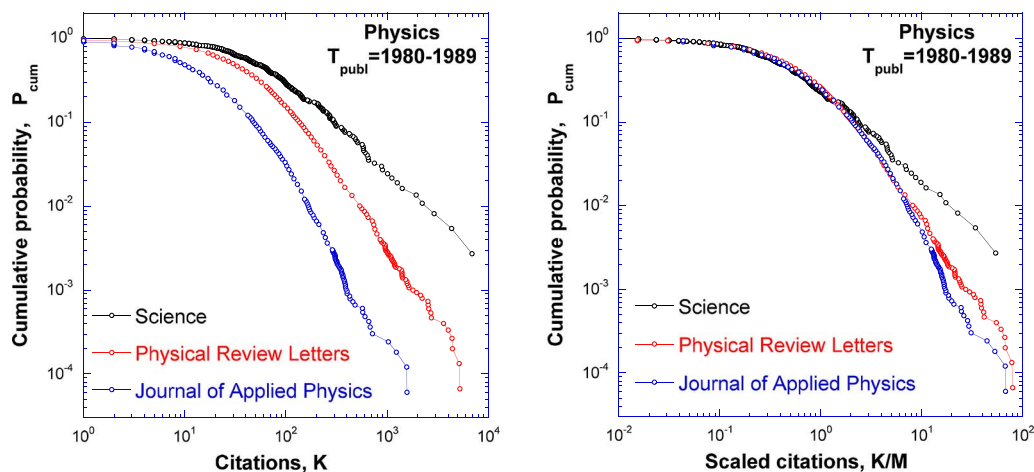 Physics
T_publ=1980-1989
Cumulative probability, P_cum
10^0
10^-1
10^-2
10^-3
10^-4
Science
Physical Review Letters
Journal of Applied Physics
10^0 10^1 10^2 10^3 10^4
Citations, K
Physics
T_publ=1980-1989
Cumulative probability, P_cum
10^0
10^-1
10^-2
10^-3
10^-4
Science
Physical Review Letters
Journal of Applied Physics
10^-2 10^-1 10^0 10^1 10^2
Scaled citations, K/M